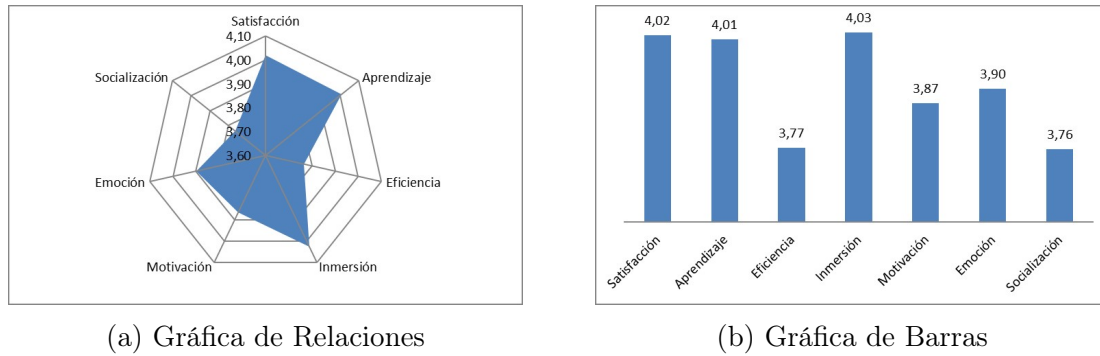 Satisfacción
4,10
4,00
3,90
3,80
3,70
3,60
Aprendizaje
Eficiencia
Inmersión
Motivación
Emoción
Socialización
(a) Gráfica de Relaciones
4,02
4,01
3,77
4,03
3,87
3,90
3,76
Satisfacción
Aprendizaje
Eficiencia
Inmersión
Motivación
Emoción
Socialización
(b) Gráfica de Barras